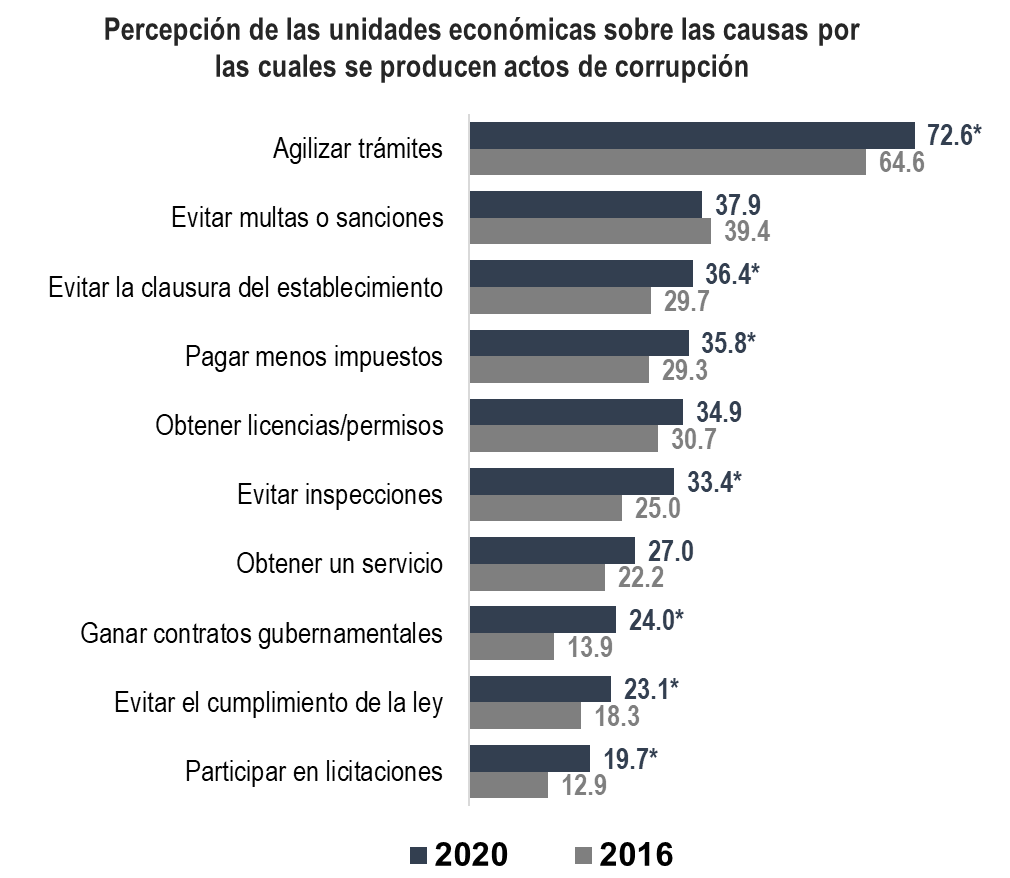 Percepción de las unidades económicas sobre las causas por
las cuales se producen actos de corrupción
Agilizar trámites
72.6*
64.6
Evitar multas o sanciones
37.9
39.4
Evitar la clausura del establecimiento
36.4*
29.7
Pagar menos impuestos
35.8*
29.3
Obtener licencias/permisos
34.9
30.7
Evitar inspecciones
33.4*
25.0
Obtener un servicio
27.0
22.2
Ganar contratos gubernamentales
24.0*
13.9
Evitar el cumplimiento de la ley
23.1*
18.3
Participar en licitaciones
19.7*
12.9
2020 2016